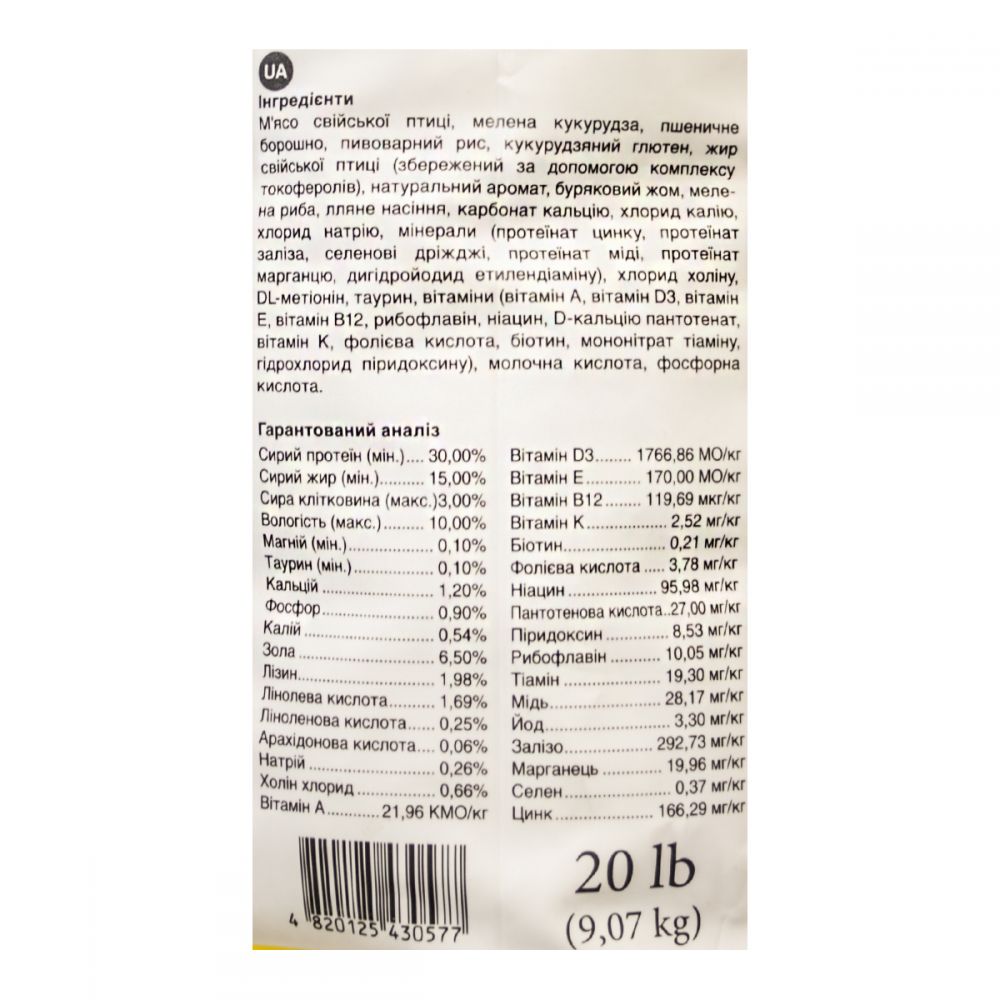 UA
Інгредієнти
М'ясо свійської птиці, мелена кукурудза, пшеничне
борошно, пивоварний рис, кукурудзяний глютен, жир
свійської птиці (збережений за допомогою комплексу
токоферолів), натуральний аромат, буряковий жом, меле-
на риба, лляне насіння, карбонат кальцію, хлорид калію,
хлорид натрію, мінерали (протеїнат цинку, протеїнат
заліза, селенові дріжджі, протеїнат міді, протеїнат
марганцю, дигідройодид етилендіаміну), хлорид холіну,
DL-метіонін, таурин, вітаміни (вітамін А, вітамін D3, вітамін
Е, вітамін В12, рибофлавін, ніацин, D-кальцію пантотенат,
вітамін К, фолієва кислота, біотин, мононітрат тіаміну,
гідрохлорид піридоксину), молочна кислота, фосфорна
кислота.
Гарантований аналіз
Сирий протеїн (мін.).... 30,00%
Сирий жир (мін.).......... 15,00%
Сира клітковина (макс.)3,00%
Вологість (макс.)......... 10,00%
Магній (мін.)................ 0,10%
Таурин (мін.)............... 0,10%
Кальцій .................... 1,20%
Фосфор.................... 0,90%
Калій ....................... 0,54%
Зола ........................ 6,50%
Лізин........................ 1,98%
Лінолева кислота........ 1,69%
Ліноленова кислота...... 0,25%
Арахідонова кислота.... 0,06%
Натрій ...................... 0,26%
Холін хлорид .............. 0,66%
Вітамін А........... 21,96 КМО/кг
Вітамін D3........ 1766,86 МО/кг
Вітамін Е............ 170,00 МО/кг
Вітамін В12......... 119,69 мкг/кг
Вітамін К................. 2,52 мг/кг
Біотин..................... 0,21 мг/кг
Фолієва кислота ..... 3,78 мг/кг
Ніацин ................... 95,98 мг/кг
Пантотенова кислота..27,00 мг/кг
Піридоксин ............. 8,53 мг/кг
Рибофлавін ........... 10,05 мг/кг
Тіамін .................... 19,30 мг/кг
Мідь....................... 28,17 мг/кг
Йод......................... 3,30 мг/кг
Залізо................... 292,73 мг/кг
Марганець ............. 19,96 мг/кг
Селен...................... 0,37 мг/кг
Цинк ..................... 166,29 мг/кг
4 820125 430577
20 lb
(9,07 kg)